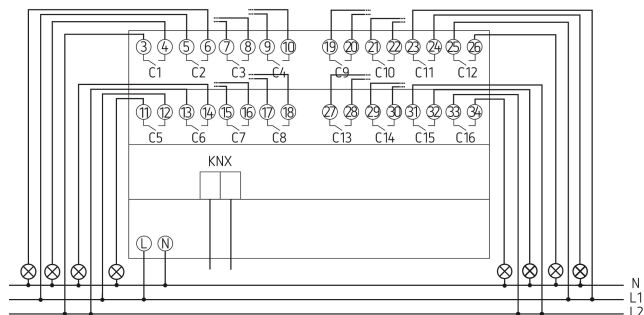 3 4 5 6 7 8 9 10 19 20 21 22 23 24 25 26
C1 C2 C3 C4 C9 C10 C11 C12
11 12 13 14 15 16 17 18 27 28 29 30 31 32 33 34
C5 C6 C7 C8 C13 C14 C15 C16
KNX
L N
N
L1
L2